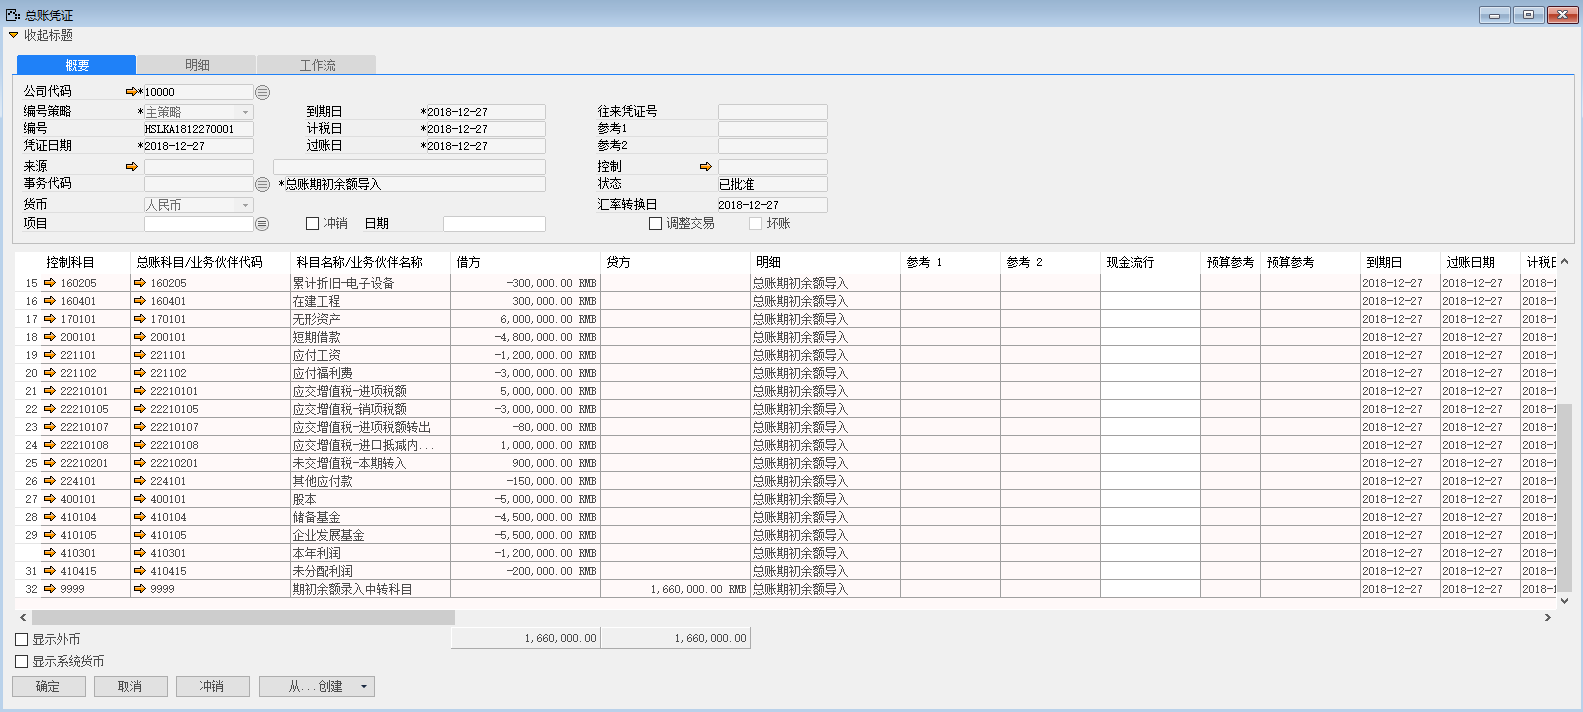 总账凭证
收起标题
概要 明细 工作流
公司代码 *10000
编号策略 *主策略 到期日 *2018-12-27 往来凭证号
编号 HSLKA1812270001 计税日 *2018-12-27 参考1
凭证日期 *2018-12-27 过账日 *2018-12-27 参考2
来源 控制
事务代码 *总账期初余额导入 状态 已批准
货币 人民币 汇率转换日 2018-12-27
项目 冲销 日期 调整交易 坏账
控制科目 总账科目/业务伙伴代码 科目名称/业务伙伴名称 借方 贷方 明细 参考 1 参考 2 现金流行 预算参考 预算参考 到期日 过账日期 计税日
15 160205 160205 累计折旧-电子设备 -300,000.00 RMB 总账期初余额导入 2018-12-27 2018-12-27 2018-1
16 160401 160401 在建工程 300,000.00 RMB 总账期初余额导入 2018-12-27 2018-12-27 2018-1
17 170101 170101 无形资产 6,000,000.00 RMB 总账期初余额导入 2018-12-27 2018-12-27 2018-1
18 200101 200101 短期借款 -4,800,000.00 RMB 总账期初余额导入 2018-12-27 2018-12-27 2018-1
19 221101 221101 应付工资 -1,200,000.00 RMB 总账期初余额导入 2018-12-27 2018-12-27 2018-1
20 221102 221102 应付福利费 -3,000,000.00 RMB 总账期初余额导入 2018-12-27 2018-12-27 2018-1
21 22210101 22210101 应交增值税-进项税额 5,000,000.00 RMB 总账期初余额导入 2018-12-27 2018-12-27 2018-1
22 22210105 22210105 应交增值税-销项税额 -3,000,000.00 RMB 总账期初余额导入 2018-12-27 2018-12-27 2018-1
23 22210107 22210107 应交增值税-进项税额转出 -80,000.00 RMB 总账期初余额导入 2018-12-27 2018-12-27 2018-1
24 22210108 22210108 应交增值税-进口抵减内... 1,000,000.00 RMB 总账期初余额导入 2018-12-27 2018-12-27 2018-1
25 22210201 22210201 未交增值税-本期转入 900,000.00 RMB 总账期初余额导入 2018-12-27 2018-12-27 2018-1
26 224101 224101 其他应付款 -150,000.00 RMB 总账期初余额导入 2018-12-27 2018-12-27 2018-1
27 400101 400101 股本 -5,000,000.00 RMB 总账期初余额导入 2018-12-27 2018-12-27 2018-1
28 410104 410104 储备基金 -4,500,000.00 RMB 总账期初余额导入 2018-12-27 2018-12-27 2018-1
29 410105 410105 企业发展基金 -5,500,000.00 RMB 总账期初余额导入 2018-12-27 2018-12-27 2018-1
410301 410301 本年利润 -1,200,000.00 RMB 总账期初余额导入 2018-12-27 2018-12-27 2018-1
31 410415 410415 未分配利润 -200,000.00 RMB 总账期初余额导入 2018-12-27 2018-12-27 2018-1
32 9999 9999 期初余额录入中转科目 1,660,000.00 RMB 总账期初余额导入 2018-12-27 2018-12-27 2018-1
显示外币 1,660,000.00 1,660,000.00
显示系统货币
确定 取消 冲销 从...创建